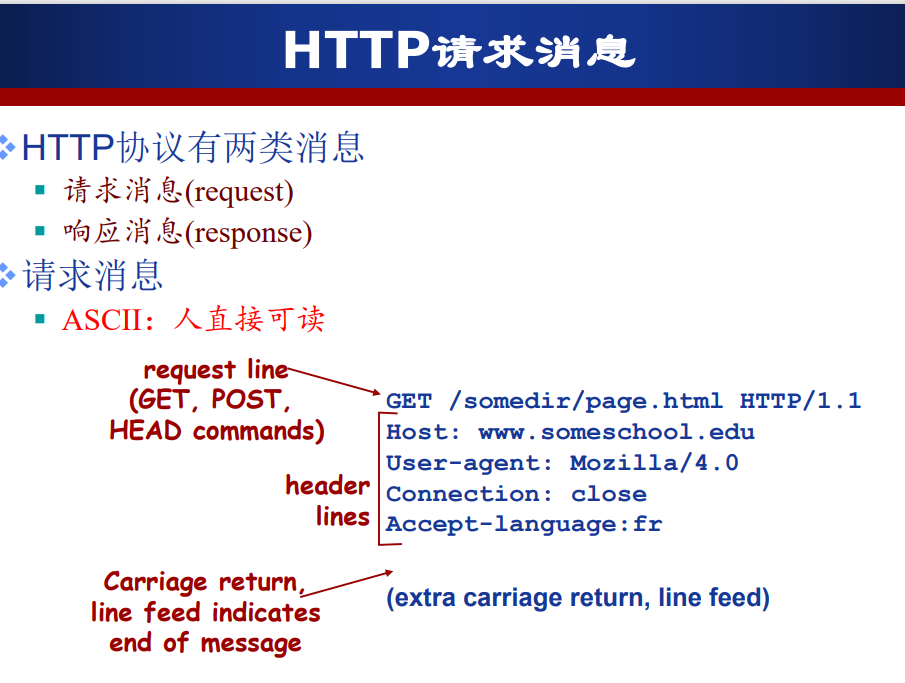 HTTP请求消息
HTTP协议有两类消息
请求消息(request)
响应消息(response)
请求消息
ASCII：人直接可读
request line
(GET, POST,
HEAD commands)
GET /somedir/page.html HTTP/1.1
Host: www.someschool.edu
User-agent: Mozilla/4.0
Connection: close
Accept-language:fr
header
lines
Carriage return,
line feed indicates
end of message
(extra carriage return, line feed)